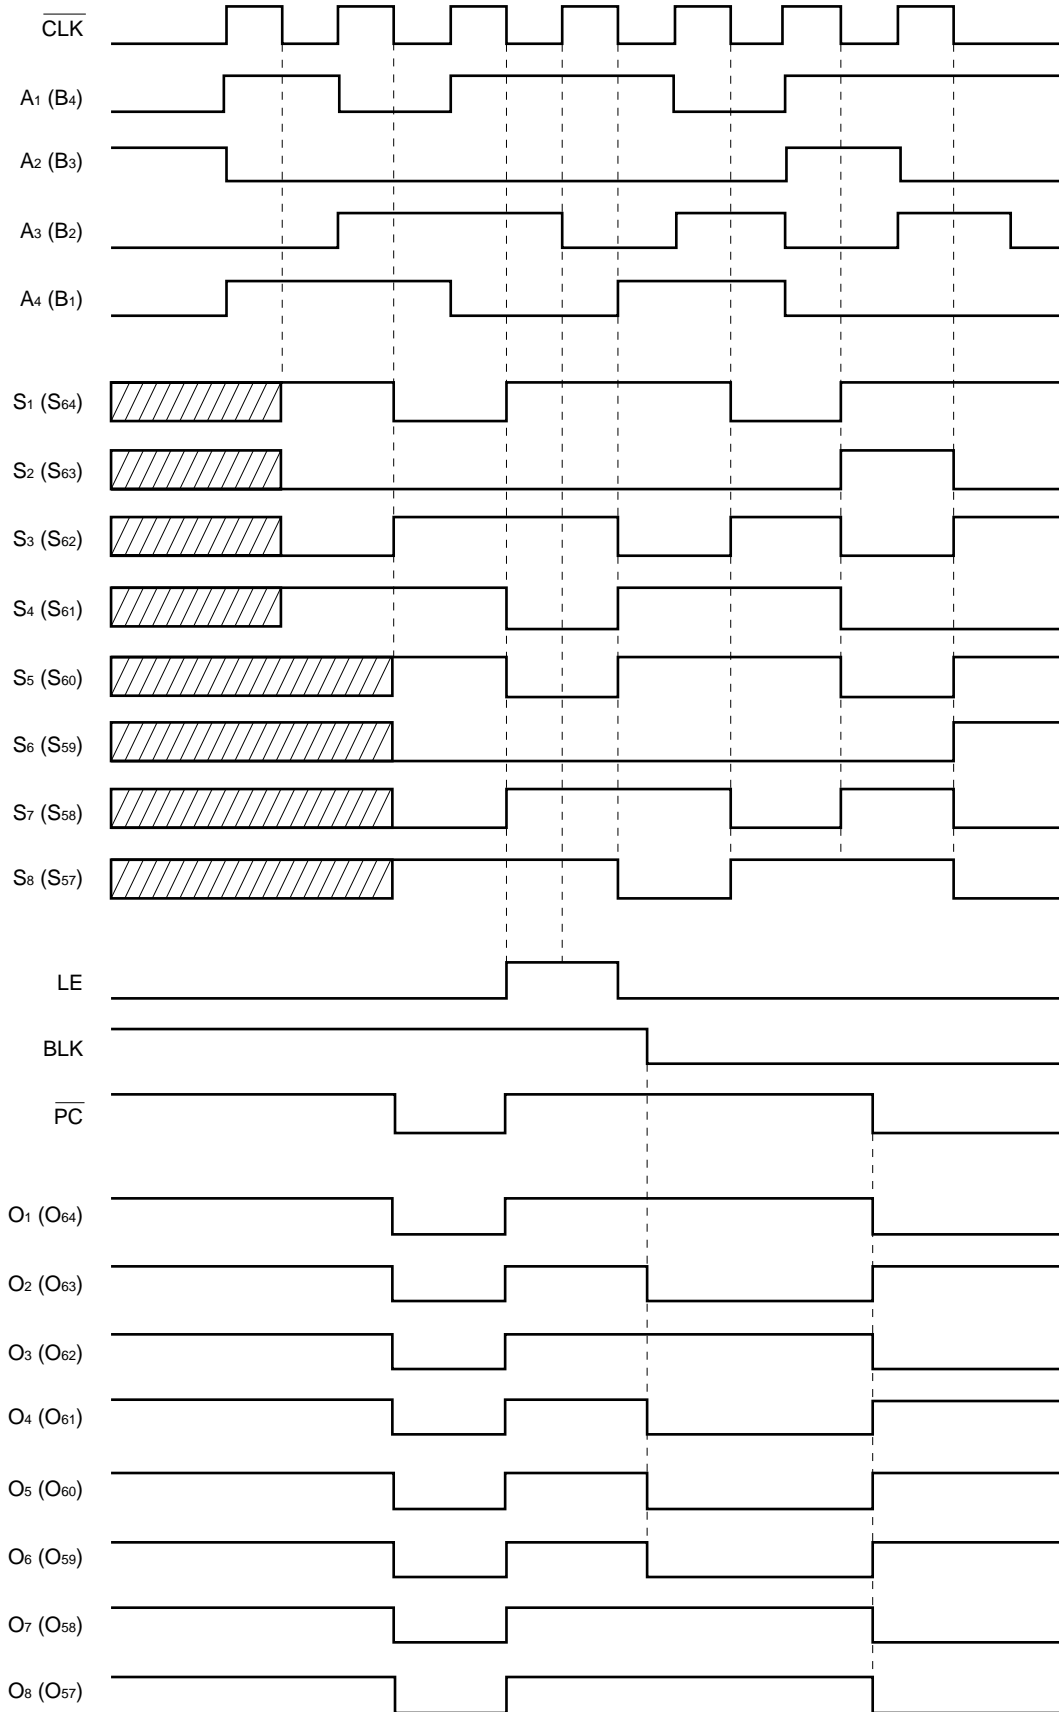 CLK
A1 (B4)
A2 (B3)
A3 (B2)
A4 (B1)
S1 (S64)
S2 (S63)
S3 (S62)
S4 (S61)
S5 (S60)
S6 (S59)
S7 (S58)
S8 (S57)
LE
BLK
PC
O1 (O64)
O2 (O63)
O3 (O62)
O4 (O61)
O5 (O60)
O6 (O59)
O7 (O58)
O8 (O57)